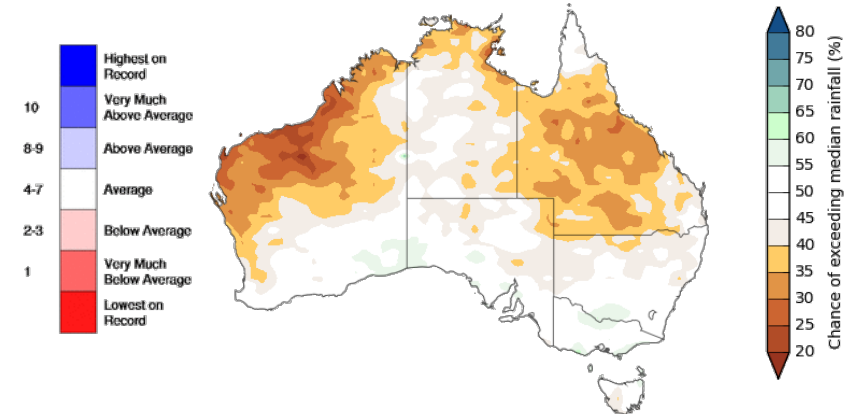 Highest on
Record
10
Very Much
Above Average
8-9
Above Average
4-7
Average
2-3
Below Average
1
Very Much
Below Average
Lowest on
Record
80
75
70
65
60
55
50
45
40
35
30
25
20
Chance of exceeding median rainfall (%)